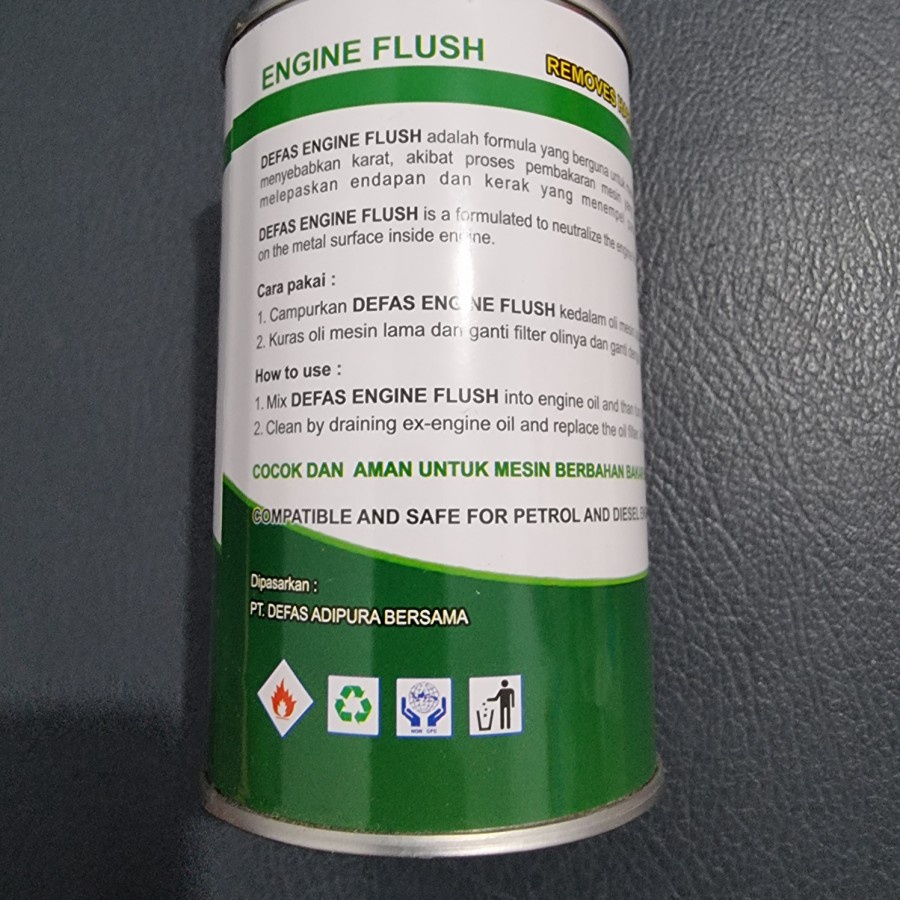 ENGINE FLUSH
REMOVES
DEFAS ENGINE FLUSH adalah formula yang berguna untuk
menyebabkan karat, akibat proses pembakaran mesin
melepaskan endapan dan kerak yang menempel
DEFAS ENGINE FLUSH is a formulated to neutralize the
on the metal surface inside engine.
Cara pakai :
1. Campurkan DEFAS ENGINE FLUSH kedalam oli
2. Kuras oli mesin lama dan ganti filter olinya dan ganti
How to use :
1. Mix DEFAS ENGINE FLUSH into engine oil and
2. Clean by draining ex-engine oil and replace the oil
COCOK DAN AMAN UNTUK MESIN BERBAHAN
COMPATIBLE AND SAFE FOR PETROL AND DIESEL
Dipasarkan :
PT. DEFAS ADIPURA BERSAMA
NON CFC